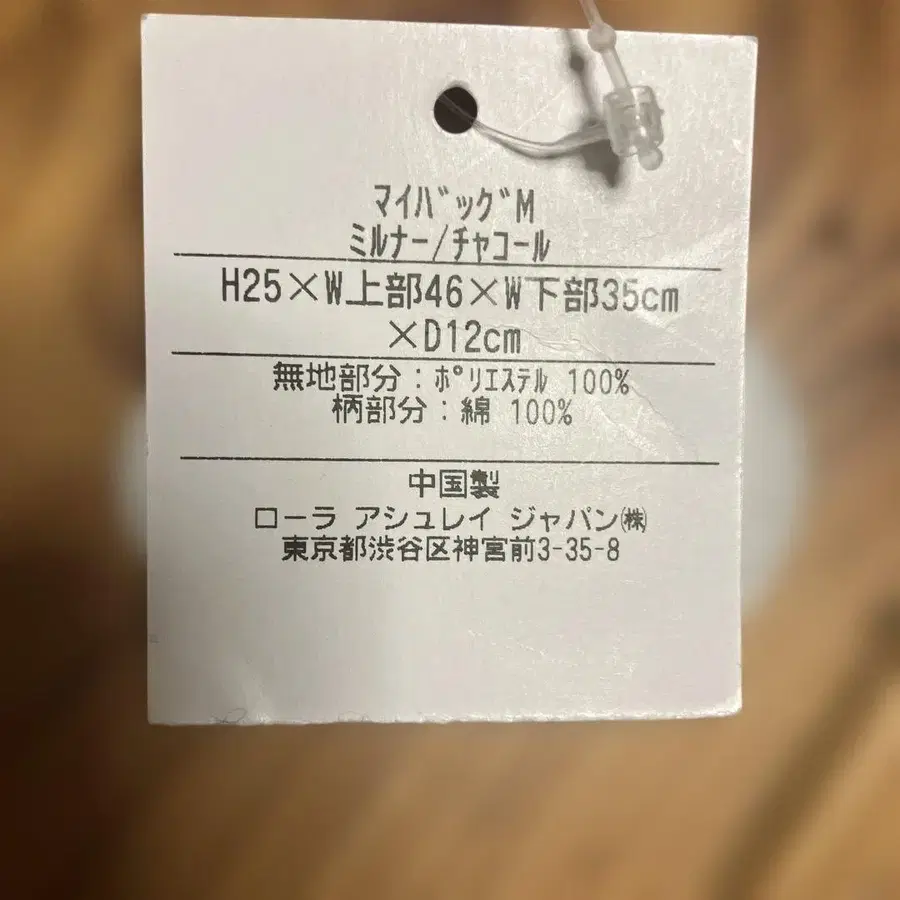 ﾏｲﾊﾞｯｸﾞM
ﾐﾙﾅｰ/ﾁｬｺｰﾙ
H25×W上部46×W下部35cm
×D12cm
無地部分:ﾎﾟﾘｴｽﾃﾙ 100%
柄部分:綿 100%
中国製
ローラ アシュレイ ジャパン㈱
東京都渋谷区神宮前3-35-8